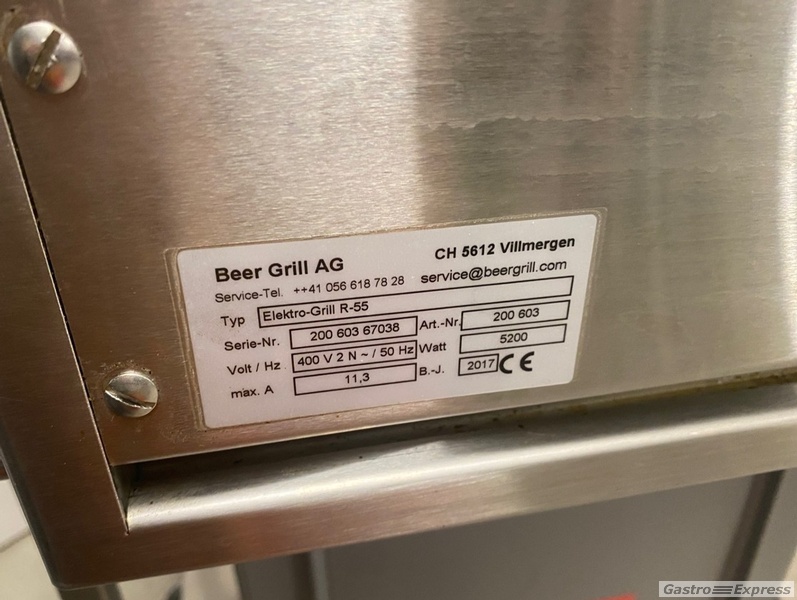 Beer Grill AG
CH 5612 Villmergen
Service-Tel. ++41 056 618 78 28 service@beergrill.com
Typ Elektro-Grill R-55
Serie-Nr. 200 603 67038 Art.-Nr. 200 603
Volt / Hz 400 V 2 N ~ / 50 Hz Watt 5200
max. A 11,3 B.-J. 2017 CE
Gastro Express